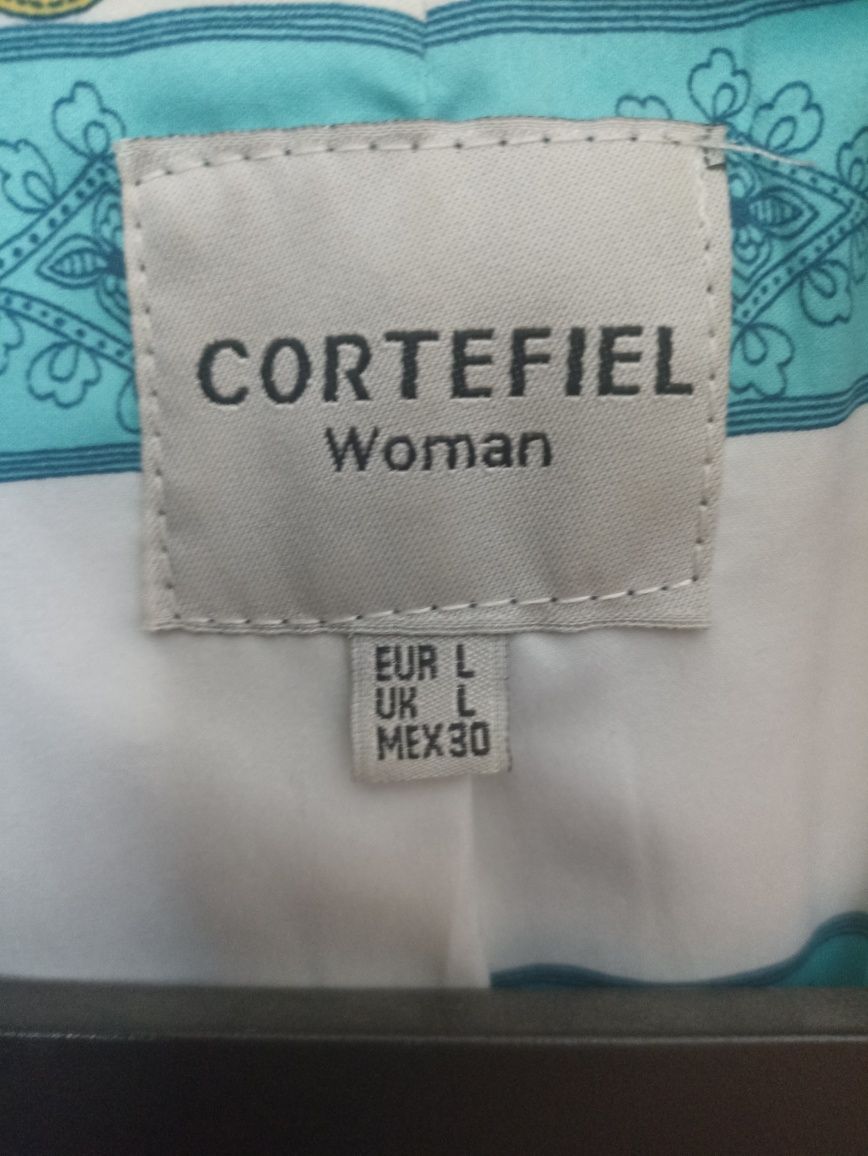 CORTEFIEL
Woman
EUR L
UK L
MEX30